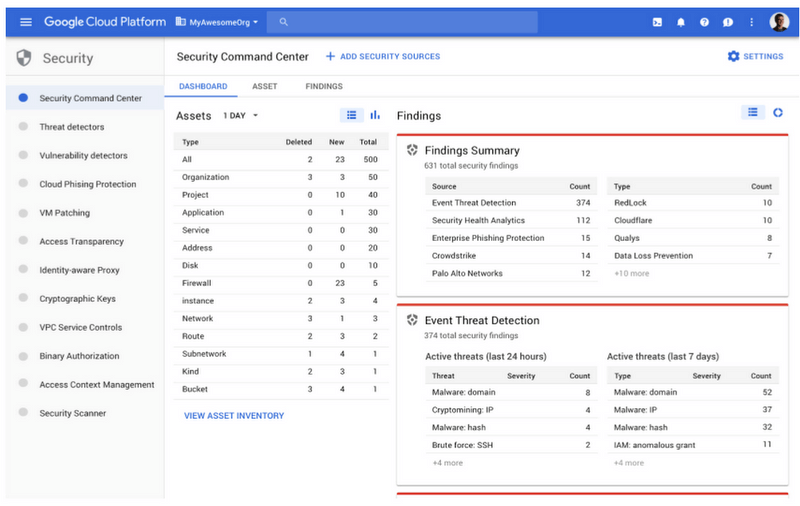 Google Cloud Platform MyAwesomeOrg
Security
Security Command Center + ADD SECURITY SOURCES SETTINGS
DASHBOARD ASSET FINDINGS
Security Command Center
Threat detectors
Vulnerability detectors
Cloud Phising Protection
VM Patching
Access Transparency
Identity-aware Proxy
Cryptographic Keys
VPC Service Controls
Binary Authorization
Access Context Management
Security Scanner
Assets 1 DAY
Type Deleted New Total
All 2 23 500
Organization 3 3 50
Project 0 10 40
Application 0 1 30
Service 0 0 30
Address 0 0 20
Disk 0 0 10
Firewall 0 23 5
instance 2 3 4
Network 3 1 3
Route 2 3 2
Subnetwork 1 4 1
Kind 2 3 1
Bucket 3 4 1
VIEW ASSET INVENTORY
Findings
Findings Summary
631 total security findings
Source Count Type Count
Event Threat Detection 374 RedLock 10
Security Health Analytics 112 Cloudflare 10
Enterprise Phishing Protection 15 Qualys 8
Crowdstrike 14 Data Loss Prevention 7
Palo Alto Networks 12 +10 more
Event Threat Detection
374 total security findings
Active threats (last 24 hours) Active threats (last 7 days)
Threat Severity Count Type Severity Count
Malware: domain 8 Malware: domain 52
Cryptomining: IP 4 Malware: IP 37
Malware: hash 4 Malware: hash 32
Brute force: SSH 2 IAM: anomalous grant 11
+4 more +4 more